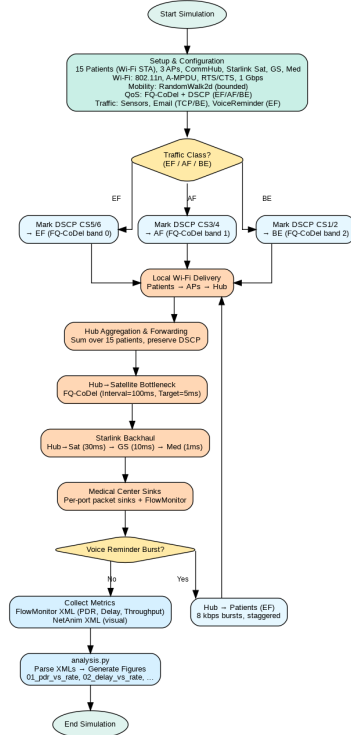 Start Simulation
Setup & Configuration
15 Patients (Wi-Fi STA), 3 APs, CommHub, Starlink Sat, GS, Med
Wi-Fi: 802.11n, A-MPDU, RTS/CTS, 1 Gbps
Mobility: RandomWalk2d (bounded)
QoS: FQ-CoDel + DSCP (EF/AF/BE)
Traffic: Sensors, Email (TCP/BE), VoiceReminder (EF)
Traffic Class?
(EF / AF / BE)
EF
AF
BE
Mark DSCP CS5/6
→ EF (FQ-CoDel band 0)
Mark DSCP CS3/4
→ AF (FQ-CoDel band 1)
Mark DSCP CS1/2
→ BE (FQ-CoDel band 2)
Local Wi-Fi Delivery
Patients → APs → Hub
Hub Aggregation & Forwarding
Sum over 15 patients, preserve DSCP
Hub→Satellite Bottleneck
FQ-CoDel (Interval=100ms, Target=5ms)
Starlink Backhaul
Hub→Sat (30ms) → GS (10ms) → Med (1ms)
Medical Center Sinks
Per-port packet sinks + FlowMonitor
Voice Reminder Burst?
No
Yes
Collect Metrics
FlowMonitor XML (PDR, Delay, Throughput)
NetAnim XML (visual)
Hub → Patients (EF)
8 kbps bursts, staggered
analysis.py
Parse XMLs → Generate Figures
01_pdr_vs_rate, 02_delay_vs_rate, ...
End Simulation